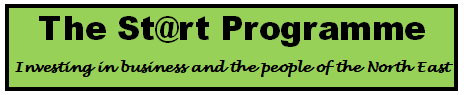 The St@rt Programme
Investing in business and the people of the North East